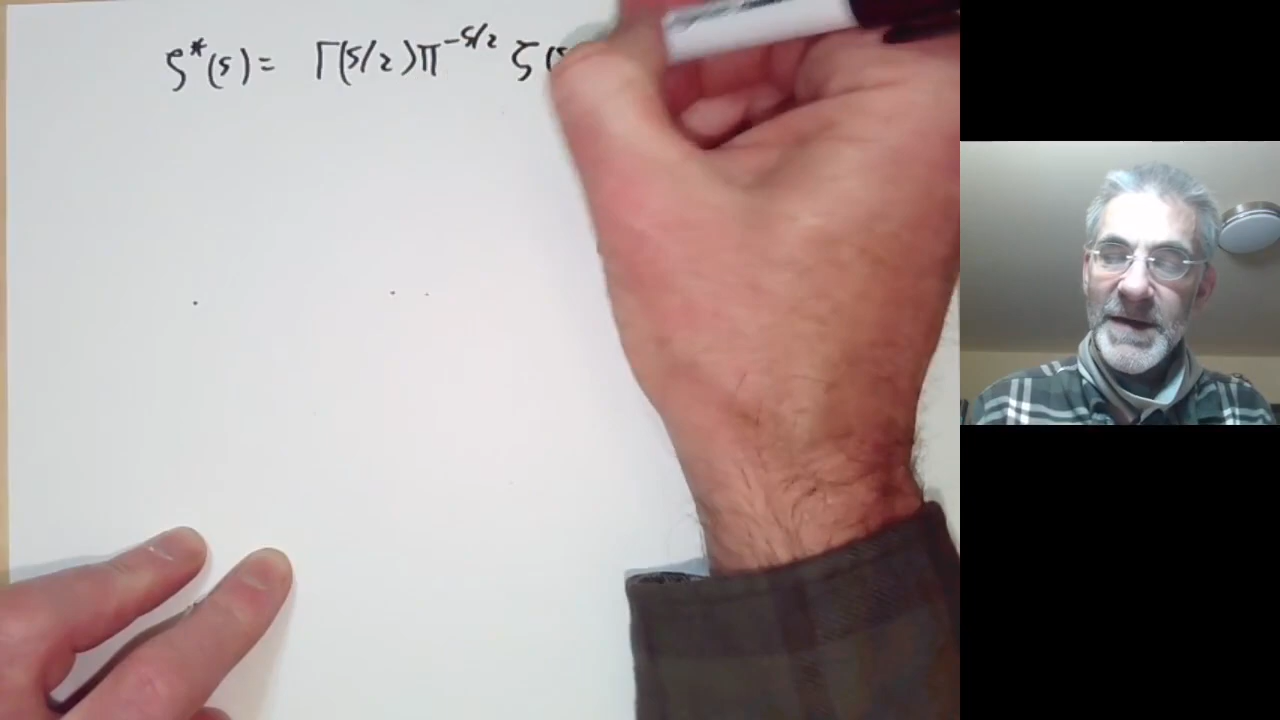 ζ*(s) = Γ(s/2)π^{-s/2} ζ(s